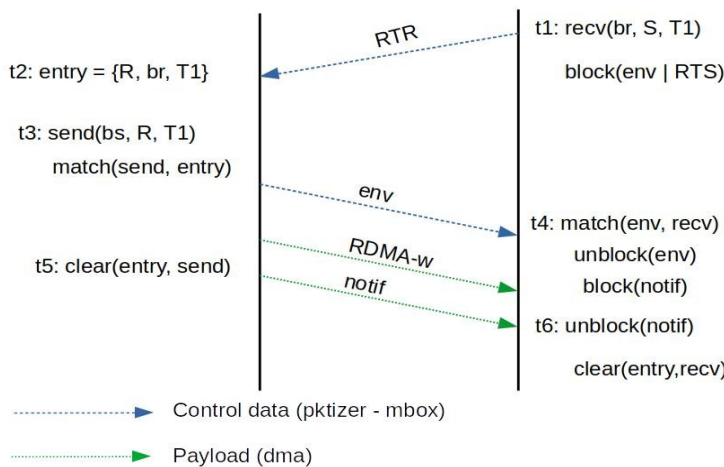 t1: recv(br, S, T1)
RTR
t2: entry = {R, br, T1}
block(env | RTS)
t3: send(bs, R, T1)
match(send, entry)
env
t4: match(env, recv)
RDMA-w
unblock(env)
t5: clear(entry, send)
notif
block(notif)
t6: unblock(notif)
clear(entry,recv)
Control data (pktizer - mbox)
Payload (dma)